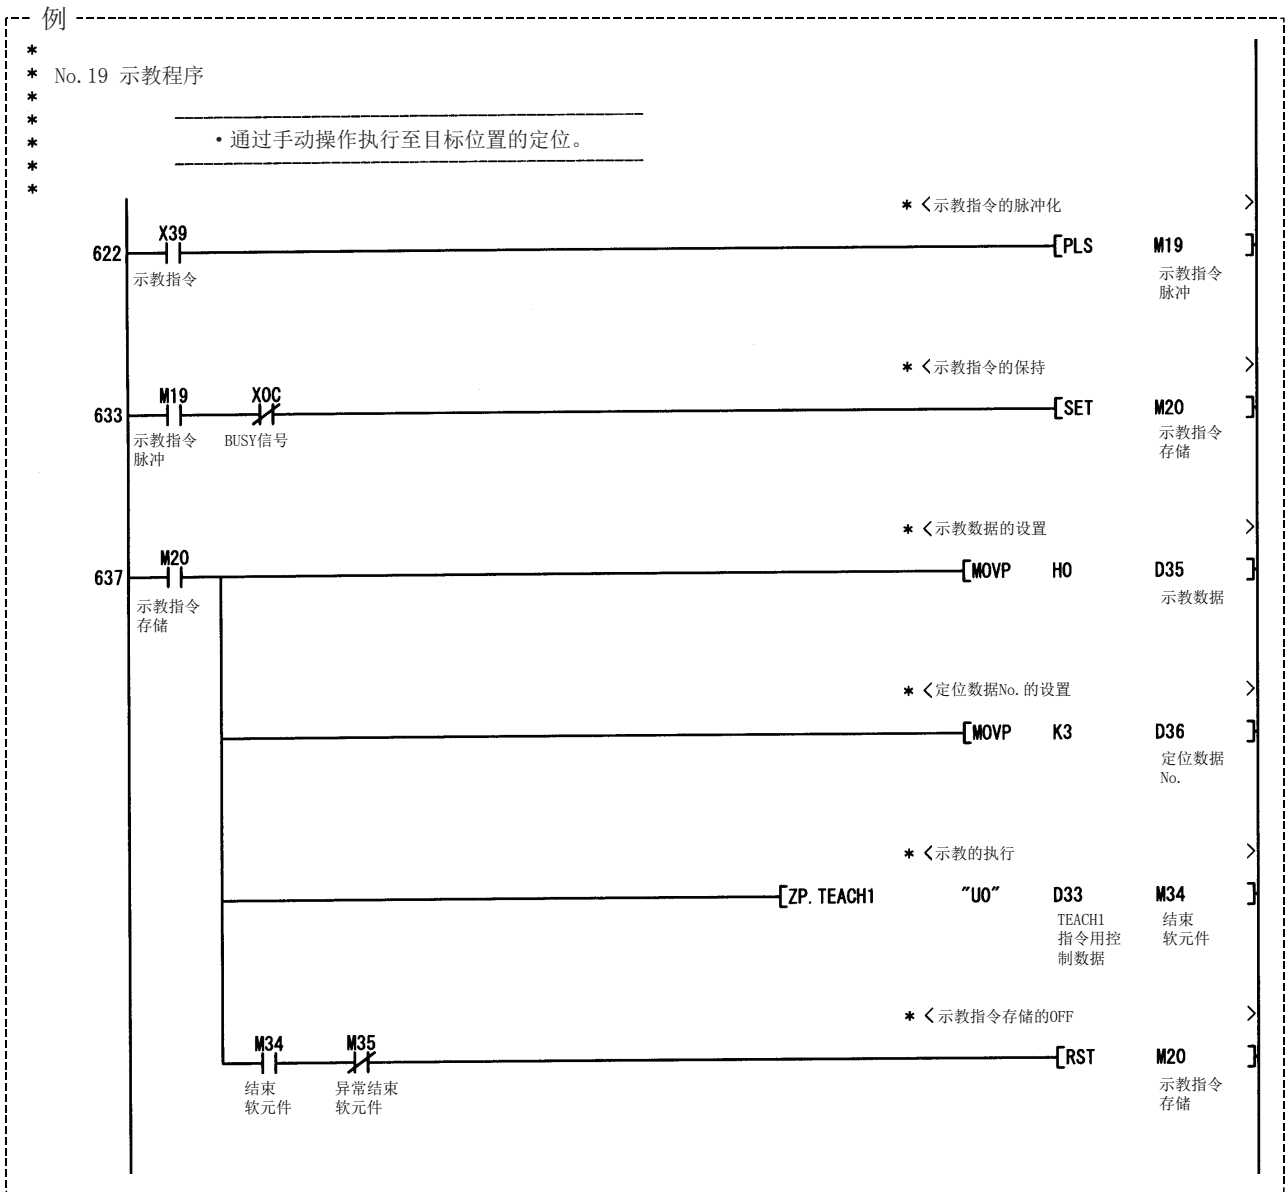 例
*
* No.19 示教程序
*
*
* ・通过手动操作执行至目标位置的定位。
*
*
* <示教指令的脉冲化 >
622 X39 [PLS M19 ]
示教指令 示教指令
脉冲
* <示教指令的保持 >
633 M19 X0C [SET M20 ]
示教指令 BUSY信号 示教指令
脉冲 存储
* <示教数据的设置 >
637 M20 [MOVP H0 D35 ]
示教指令 示教数据
存储
* <定位数据No.的设置 >
[MOVP K3 D36 ]
定位数据
No.
* <示教的执行 >
[ZP.TEACH1 "U0" D33 M34 ]
TEACH1 结束
指令用控 软元件
制数据
* <示教指令存储的OFF >
M34 M35 [RST M20 ]
结束 异常结束 示教指令
软元件 软元件 存储